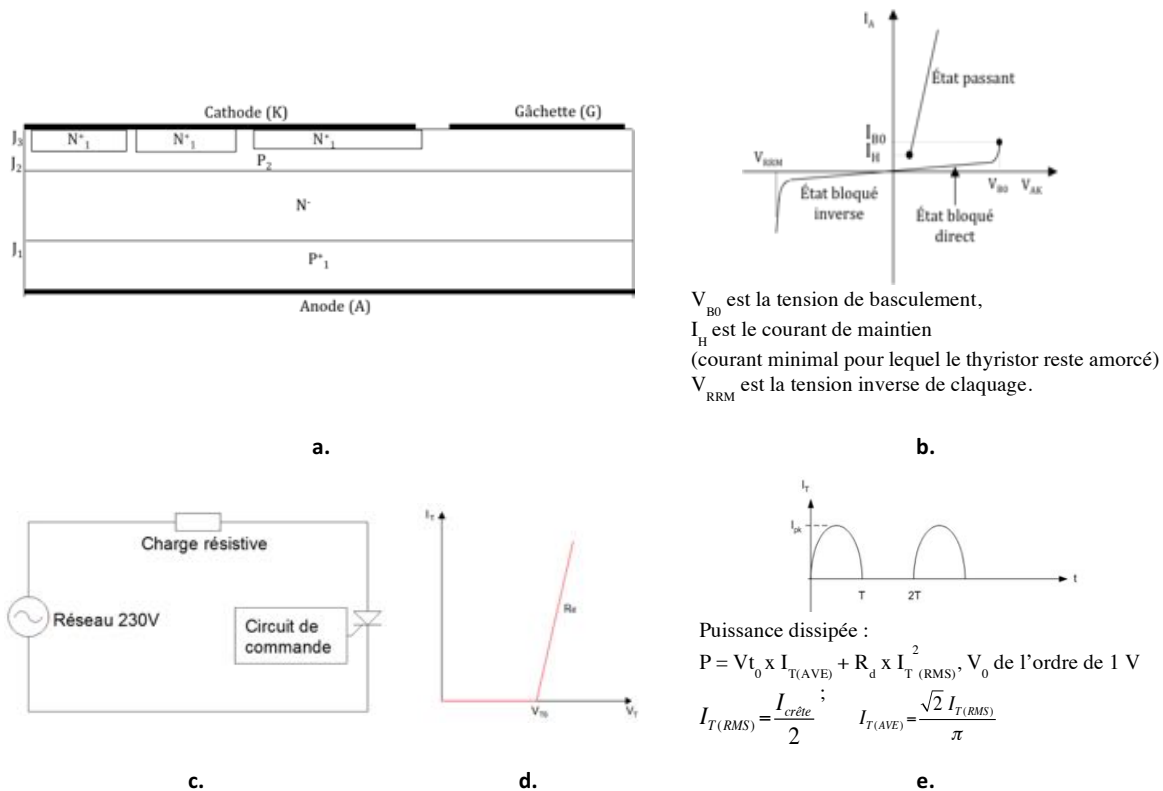 Cathode (K)
Gâchette (G)
J3
N+1
N+1
N+1
J2
P2
N-
J1
P+1
Anode (A)
a.
IA
État passant
IB0
IH
VRRM
VB0
VAK
État bloqué
inverse
État bloqué
direct
VB0 est la tension de basculement,
IH est le courant de maintien
(courant minimal pour lequel le thyristor reste amorcé)
VRRM est la tension inverse de claquage.
b.
Charge résistive
Réseau 230V
Circuit de
commande
c.
IT
Rd
VT0
VT
d.
IT
Ipk
T
2T
t
Puissance dissipée :
P = Vt0 x IT(AVE) + Rd x IT²(RMS), V0 de l'ordre de 1 V
IT(RMS) = Icrête / 2 ; IT(AVE) = √2 IT(RMS) / π
e.